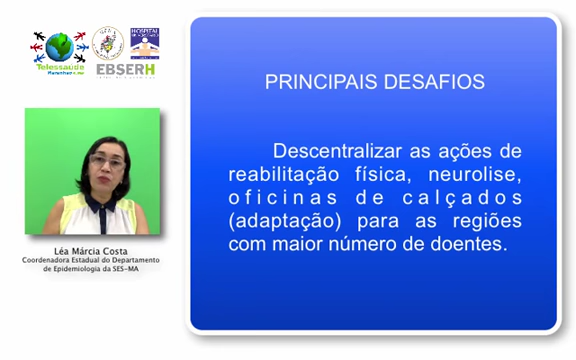 HOSPITAL
Telessaúde
EBSERH
Léa Márcia Costa
Coordenadora Estadual do Departamento
de Epidemiologia da SES-MA
PRINCIPAIS DESAFIOS
Descentralizar as ações de
reabilitação física, neurolise,
oficinas de calçados
(adaptação) para as regiões
com maior número de doentes.